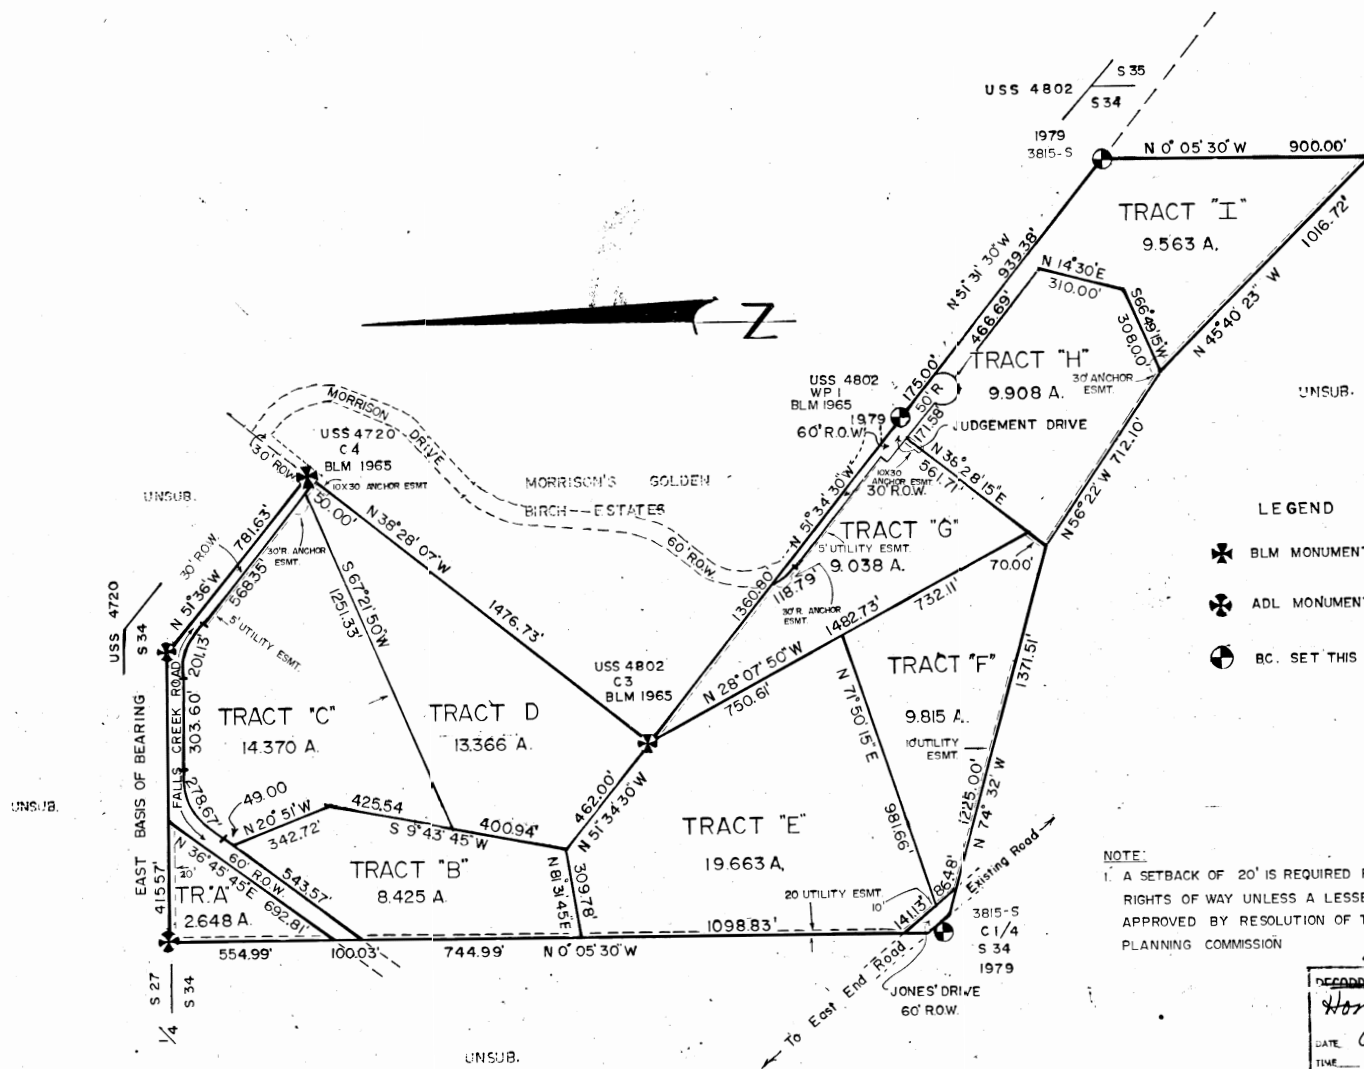 S 35
USS 4802
S 34
1979
3815-S
N 0° 05' 30" W 900.00'
TRACT "I"
9.563 A.
1016.72'
N 45° 40' 23" W
N 51° 31' 30" W
939.38'
N 14° 30' E
310.00'
S 66° 49' 15" W
308.00'
466.69'
TRACT "H"
9.908 A.
30' ANCHOR
ESMT.
UNSUB.
N 56° 22' W 712.10'
Z
USS 4802
WP 1
BLM 1965
1979
60' R.O.W.
175.00'
50' R
171.58'
JUDGEMENT DRIVE
N 38° 28' 15" E
561.71'
10X30
ANCHOR ESMT.
30' R.O.W.
MORRISON DRIVE
USS 4720
C 4
BLM 1965
10X30 ANCHOR ESMT.
30' ROW
50.00'
UNSUB.
MORRISON'S GOLDEN
BIRCH--ESTATES
60' R.O.W.
N 51° 34' 30" W
1360.80
TRACT "G"
5' UTILITY ESMT.
9.038 A.
118.79'
30' R. ANCHOR
ESMT.
70.00'
1482.73'
732.11'
N 28° 07' 50" W
750.61'
781.63'
30' R.O.W.
N 51° 36' W
568.35'
30' R. ANCHOR
ESMT.
5' UTILITY ESMT.
N 38° 28' 07" W
1476.73'
S 67° 21' 50" W
1251.33'
USS 4720
S 34
201.13'
303.60'
FALLS CREEK ROAD
EAST BASIS OF BEARING
415.57'
278.67'
TRACT "C"
14.370 A.
TRACT D
13.366 A.
USS 4802
C 3
BLM 1965
TRACT "F"
9.815 A.
10' UTILITY
ESMT.
N 71° 50' 15" E
981.66'
1371.51'
1225.00'
N 74° 32' W
LEGEND
BLM MONUMENT
ADL MONUMENT
B.C. SET THIS
UNSUB.
49.00
N 20° 51' W
342.72'
425.54
S 9° 43' 45" W
400.94'
462.00'
N 51° 34' 30" W
N 36° 45' 45" E
692.81'
60' R.O.W.
543.57'
20'
TR. "A"
2.648 A.
TRACT "B"
8.425 A.
N 81° 31' 45" E
309.78'
TRACT "E"
19.663 A.
20 UTILITY ESMT.
10'
141.13'
86.48'
Existing Road
554.99'
100.03'
744.99'
N 0° 05' 30" W
1098.83'
3815-S
C 1/4
S 34
1979
JONES' DRIVE
60' R.O.W.
To East End Road
S 27
S 34
1/4
UNSUB.
NOTE:
1. A SETBACK OF 20' IS REQUIRED
RIGHTS OF WAY UNLESS A LESSE
APPROVED BY RESOLUTION OF T
PLANNING COMMISSION
DATE
TIME